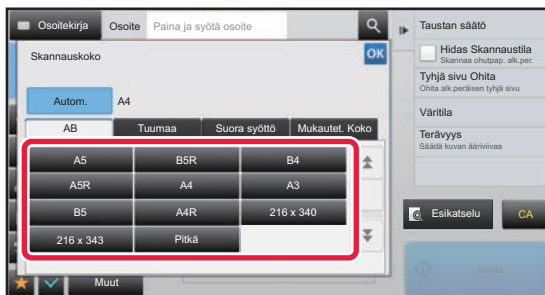 Osoitekirja Osoite Paina ja syötä osoite
Skannauskoko OK
Autom. A4
AB Tuumaa Suora syöttö Mukautet. Koko
A5 B5R B4
A5R A4 A3
B5 A4R 216 x 340
216 x 343 Pitkä
Muut
Taustan säätö
Hidas Skannaustila
Skannaa ohutpap. alk.per.
Tyhjä sivu Ohita
Ohita alk.peräisen tyhjä sivu
Väritila
Terävyys
Säädä kuvan ääriviivaa
Esikatselu CA